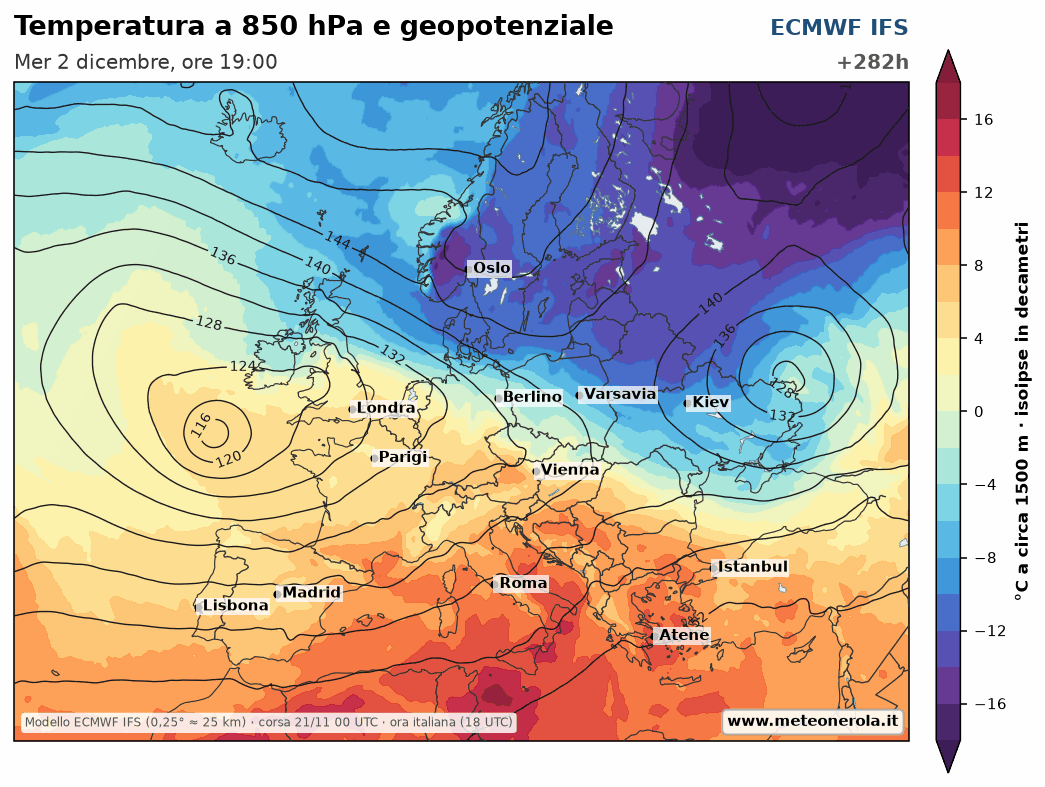 Temperatura a 850 hPa e geopotenziale
ECMWF IFS
Mer 2 dicembre, ore 19:00
+282h
144
136
140
128
132
124
116
120
140
136
128
132
Oslo
Berlino
Varsavia
Kiev
Londra
Parigi
Vienna
Istanbul
Roma
Madrid
Lisbona
Atene
16
12
8
4
0
−4
−8
−12
−16
°C a circa 1500 m · isoipse in decametri
Modello ECMWF IFS (0,25° ≈ 25 km) · corsa 21/11 00 UTC · ora italiana (18 UTC)
www.meteonerola.it